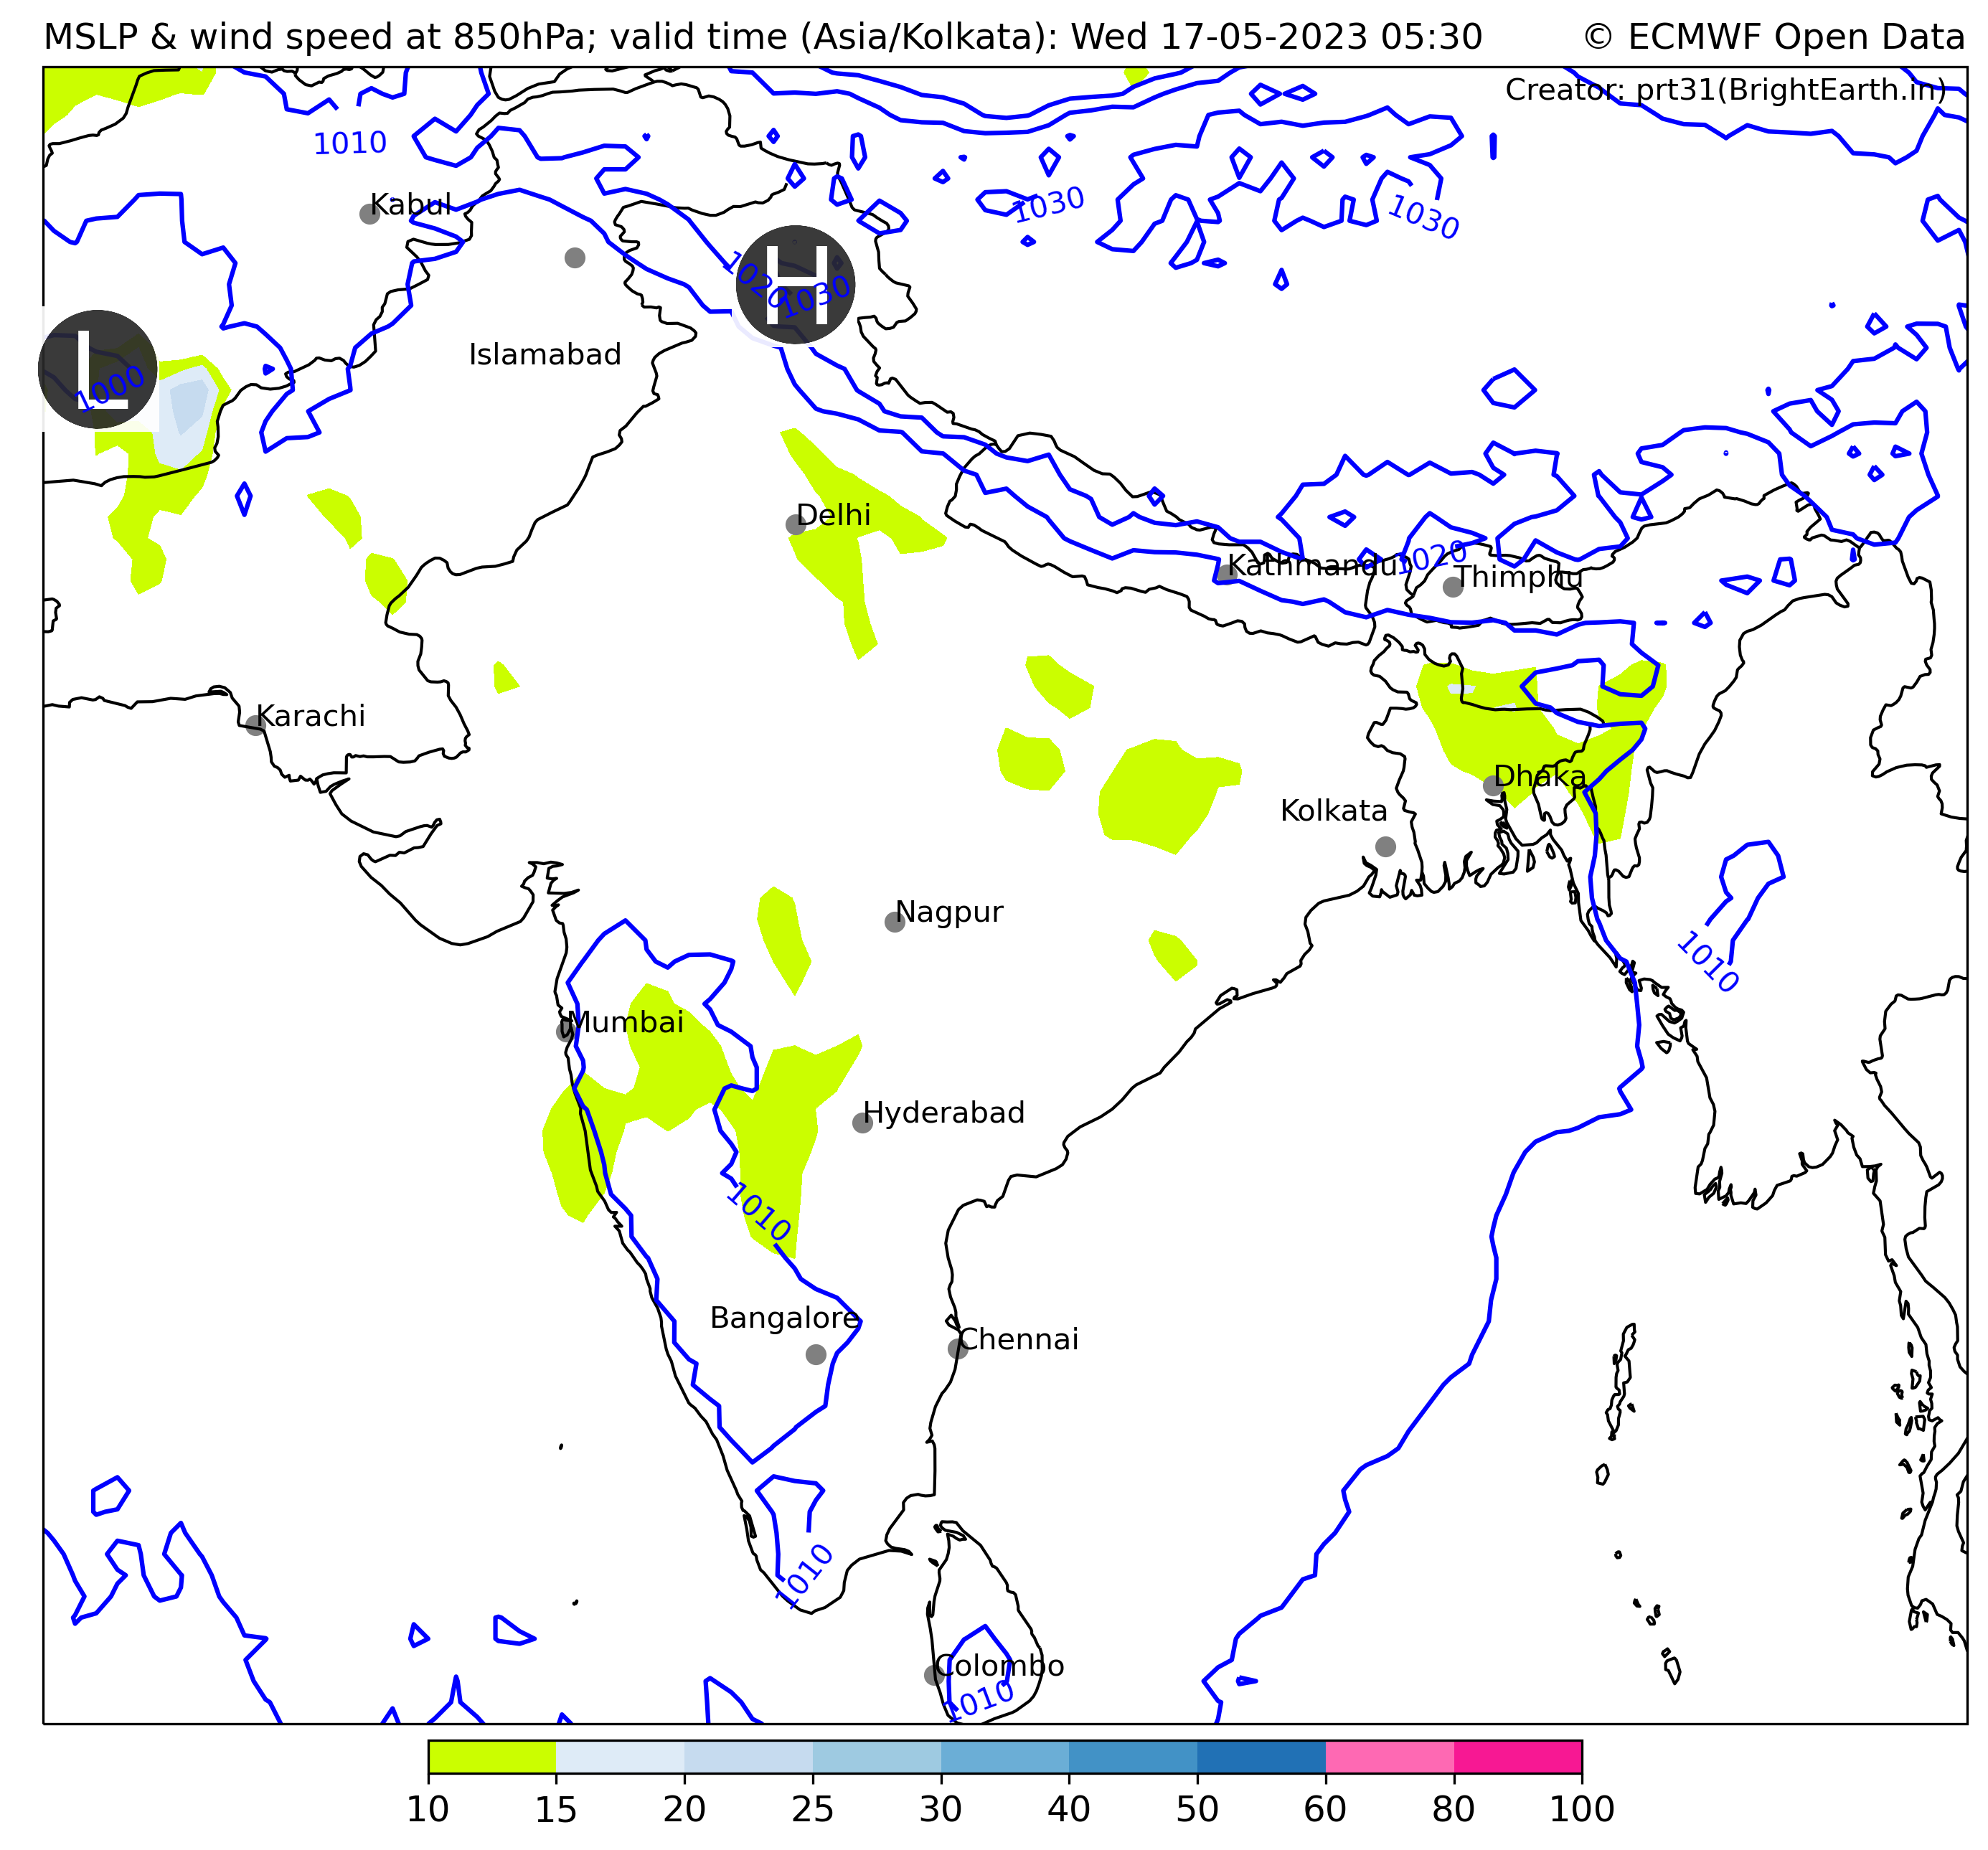 MSLP & wind speed at 850hPa; valid time (Asia/Kolkata): Wed 17-05-2023 05:30 © ECMWF Open Data
Creator: prt31(BrightEarth.in)
1010
Kabul
1030
1030
1020
H
1030
Islamabad
L
1000
Delhi
Kathmandu
1020
Thimphu
Karachi
Dhaka
Kolkata
Nagpur
1010
Mumbai
Hyderabad
1010
Bangalore
Chennai
1010
Colombo
1010
10 15 20 25 30 40 50 60 80 100